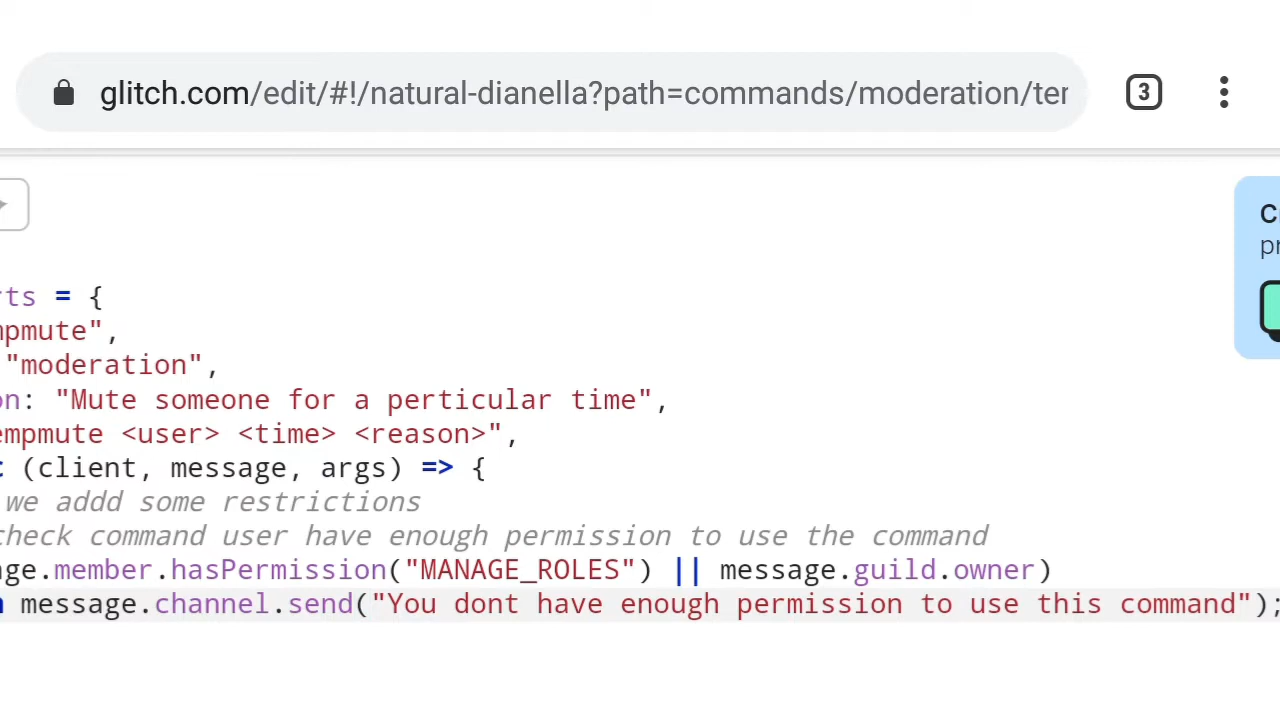 glitch.com/edit/#!/natural-dianella?path=commands/moderation/ter
3
C
pr
rts = {
mpmute",
"moderation",
on: "Mute someone for a perticular time",
empmute <user> <time> <reason>",
c (client, message, args) => {
we addd some restrictions
check command user have enough permission to use the command
age.member.hasPermission("MANAGE_ROLES") || message.guild.owner)
n message.channel.send("You dont have enough permission to use this command");